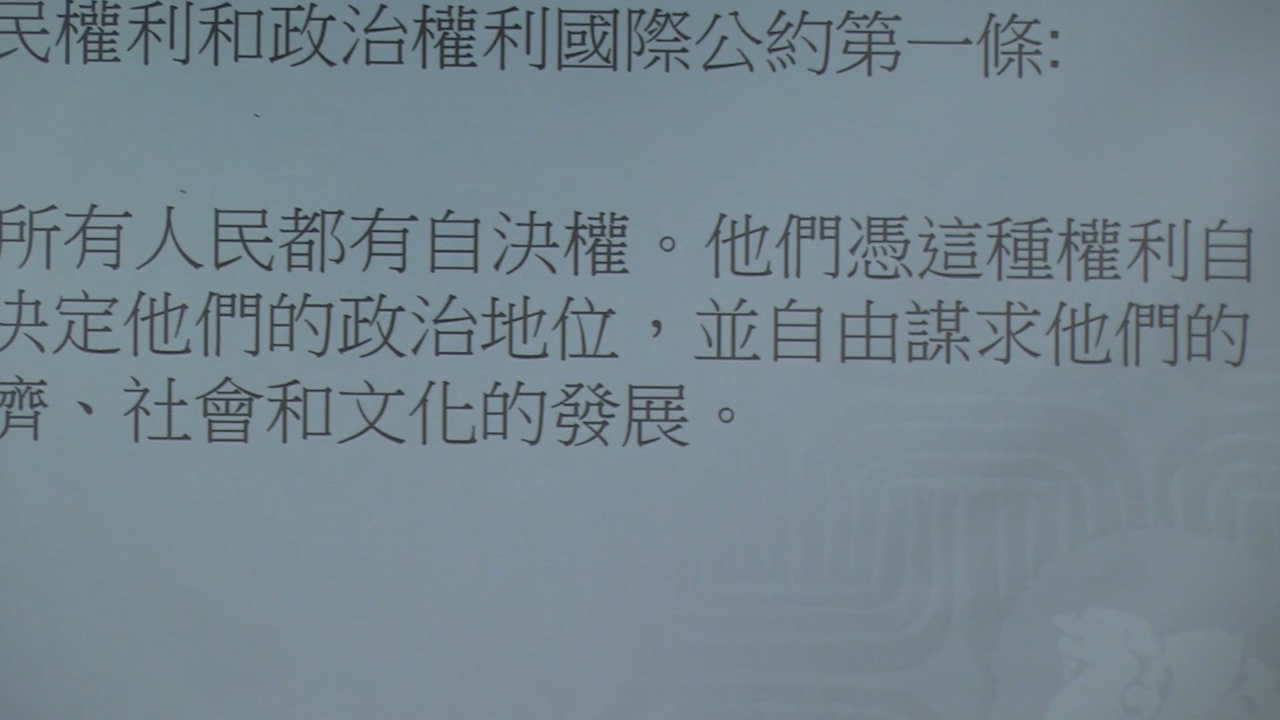 民權利和政治權利國際公約第一條:
所有人民都有自決權。他們憑這種權利自
決定他們的政治地位，並自由謀求他們的
濟、社會和文化的發展。